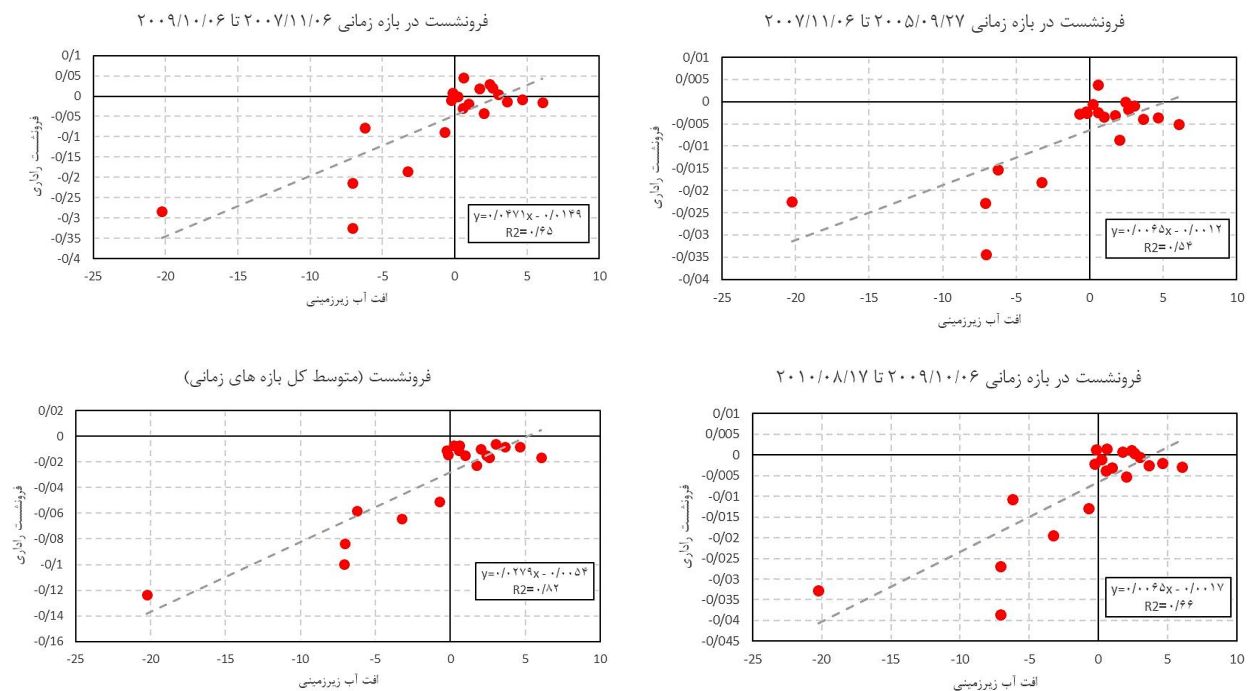 فرونشست در بازه زمانی ۲۰۰۵/۰۹/۲۷ تا ۲۰۰۷/۱۱/۰۶
0/01
0/005
0
-0/005
-0/01
-0/015
-0/02
-0/025
-0/03
-0/035
-0/04
فرونشست راداری
y=۰/۰۰۶۵x - ۰/۰۰۱۲
R2=۰/۵۴
-25 -20 -15 -10 -5 0 5 10
افت آب زیرزمینی
فرونشست در بازه زمانی ۲۰۰۷/۱۱/۰۶ تا ۲۰۰۹/۱۰/۰۶
0/1
0/05
0
-0/05
-0/1
-0/15
-0/2
-0/25
-0/3
-0/35
-0/4
فرونشست راداری
y=۰/۰۴۷۱x - ۰/۰۱۴۹
R2=۰/۶۵
-25 -20 -15 -10 -5 0 5 10
افت آب زیرزمینی
فرونشست در بازه زمانی ۲۰۰۹/۱۰/۰۶ تا ۲۰۱۰/۰۸/۱۷
0/01
0/005
0
-0/005
-0/01
-0/015
-0/02
-0/025
-0/03
-0/035
-0/04
-0/045
فرونشست راداری
y=۰/۰۰۶۵x - ۰/۰۰۱۷
R2=۰/۶۶
-25 -20 -15 -10 -5 0 5 10
افت آب زیرزمینی
فرونشست (متوسط کل بازه های زمانی)
0/02
0
-0/02
-0/04
-0/06
-0/08
-0/1
-0/12
-0/14
-0/16
فرونشست راداری
y=۰/۰۲۷۹x - ۰/۰۰۵۴
R2=۰/۸۲
-25 -20 -15 -10 -5 0 5 10
افت آب زیرزمینی